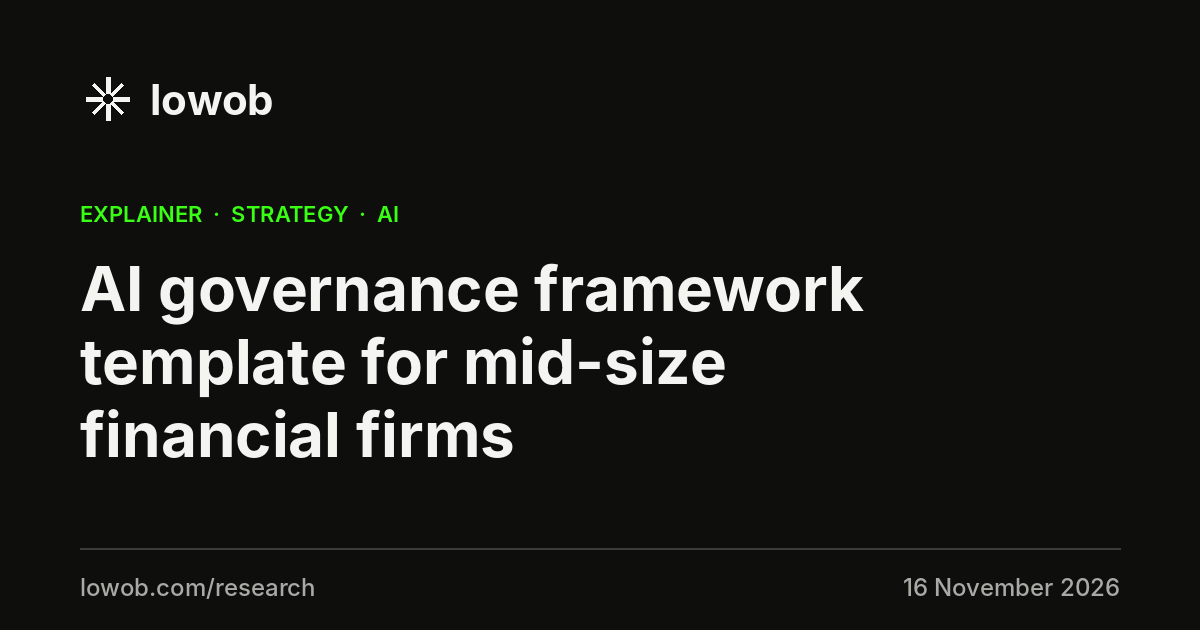 lowob
EXPLAINER · STRATEGY · AI
AI governance framework
template for mid-size
financial firms
lowob.com/research
16 November 2026